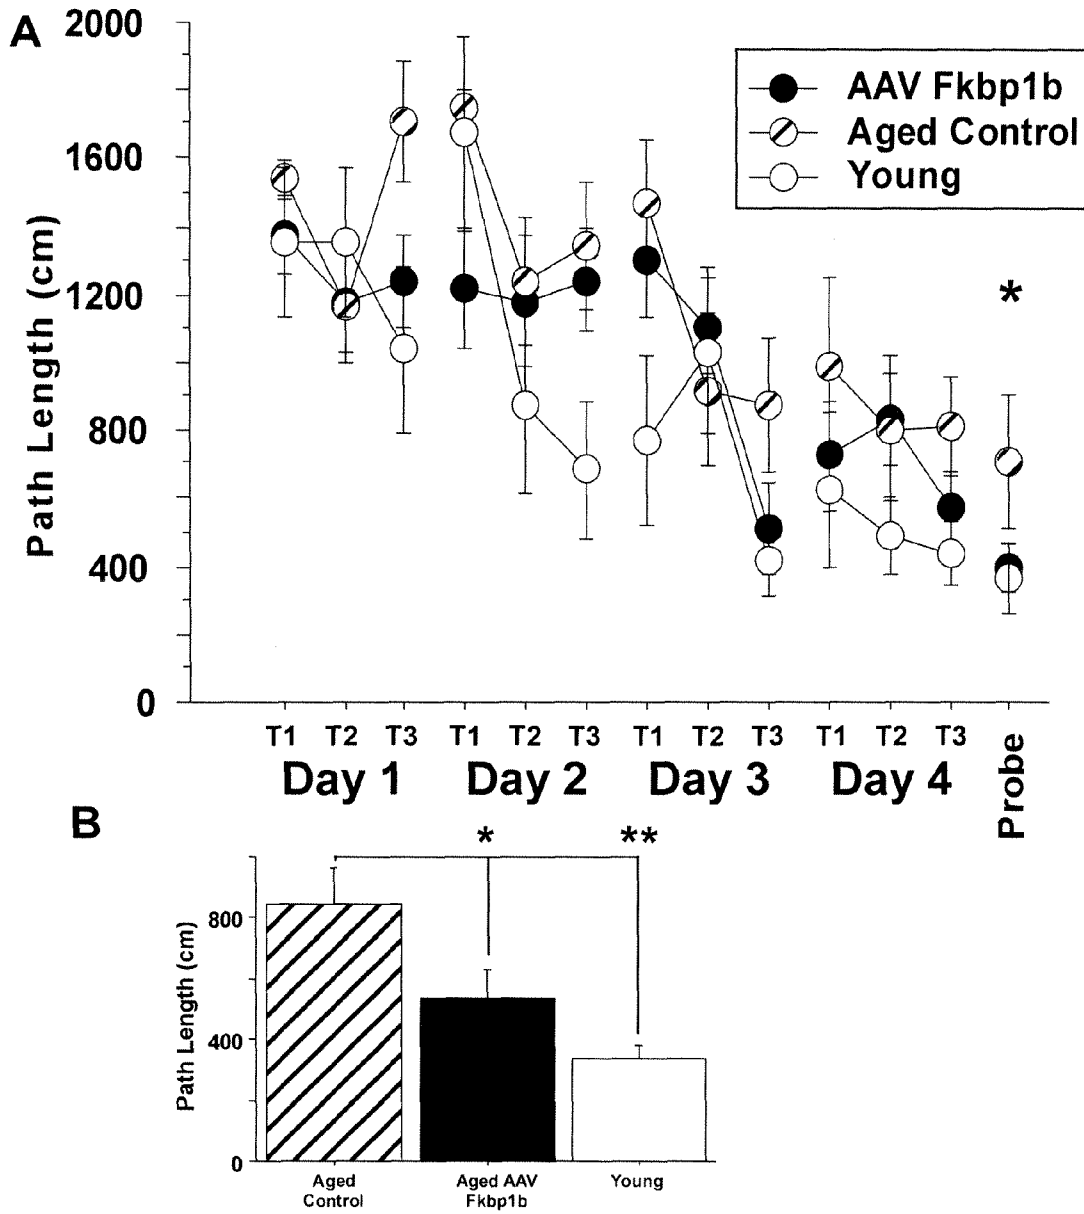 A
2000
1600
1200
800
400
0
Path Length (cm)
AAV Fkbp1b
Aged Control
Young
*
T1 T2 T3 T1 T2 T3 T1 T2 T3 T1 T2 T3
Day 1 Day 2 Day 3 Day 4 Probe
B
* **
800
400
0
Path Length (cm)
Aged Aged AAV Young
Control Fkbp1b